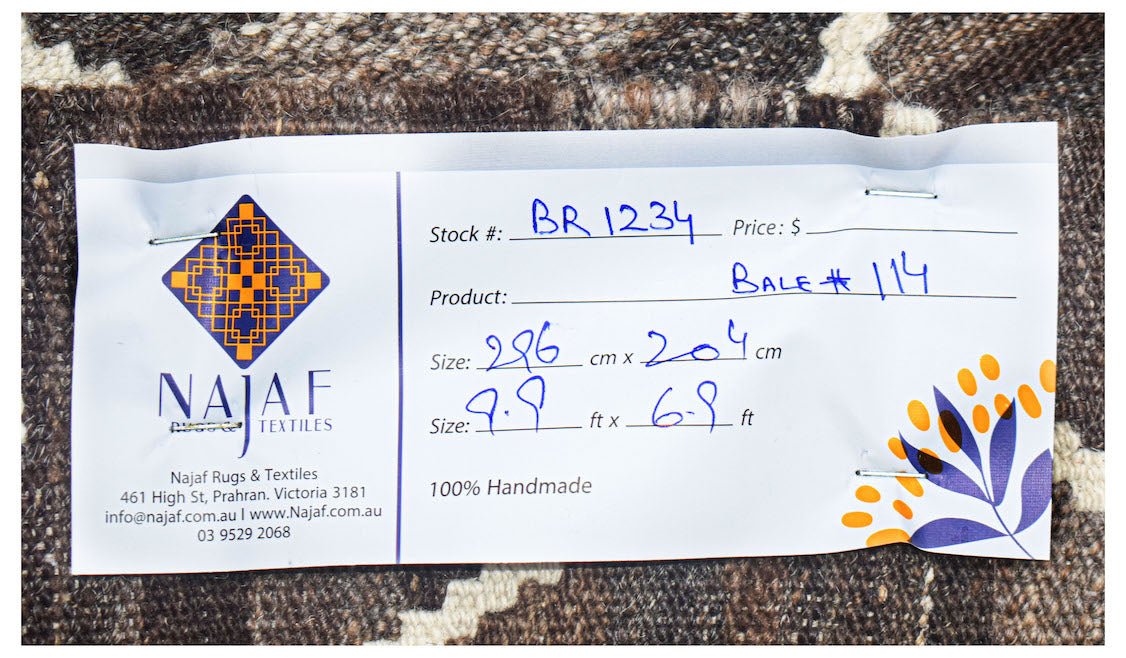 NAJAF
RUGS & TEXTILES
Najaf Rugs & Textiles
461 High St, Prahran. Victoria 3181
info@najaf.com.au | www.Najaf.com.au
03 9529 2068
Stock #: BR 1234 Price: $
Product: BALE # 114
Size: 296 cm x 204 cm
Size: 9.9 ft x 6.9 ft
100% Handmade